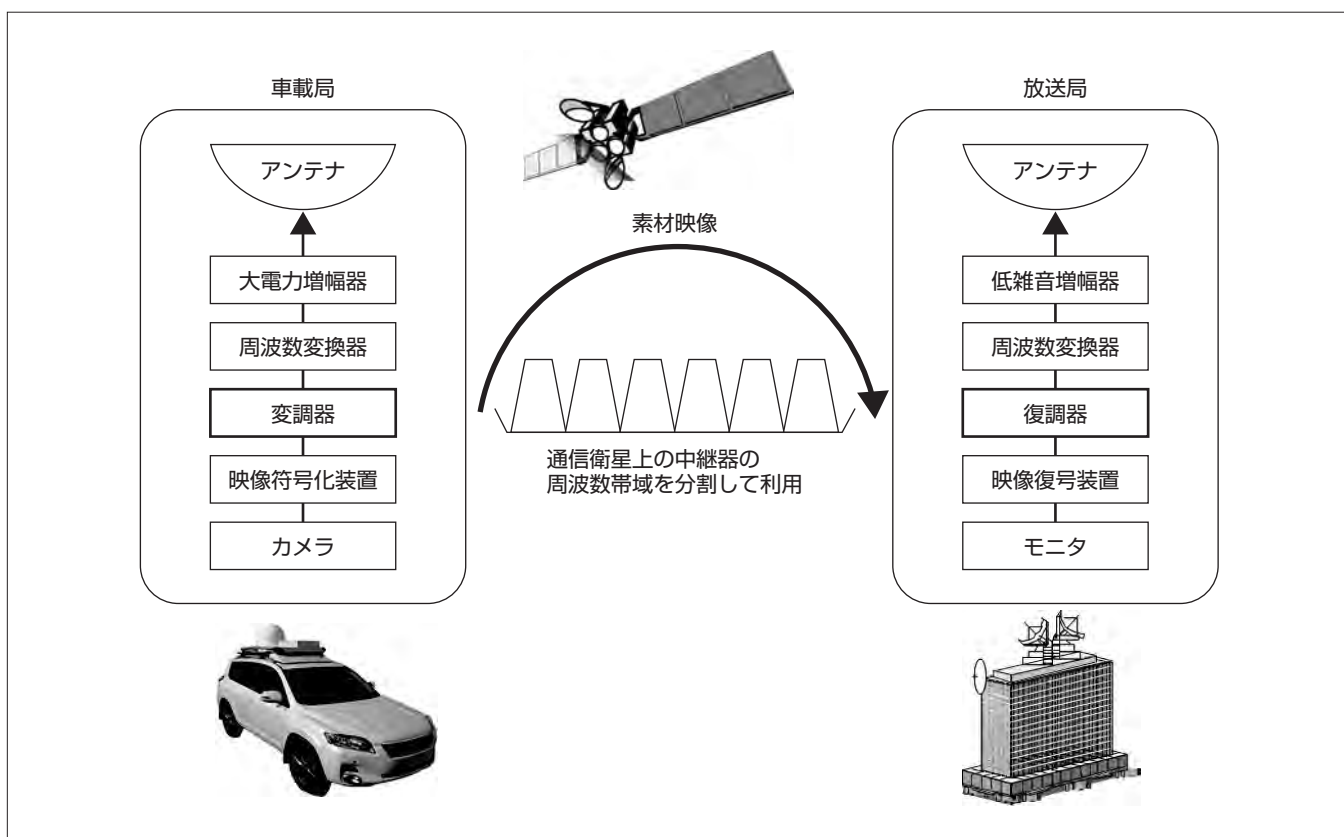 車載局
アンテナ
大電力増幅器
周波数変換器
変調器
映像符号化装置
カメラ
素材映像
通信衛星上の中継器の
周波数帯域を分割して利用
放送局
アンテナ
低雑音増幅器
周波数変換器
復調器
映像復号装置
モニタ